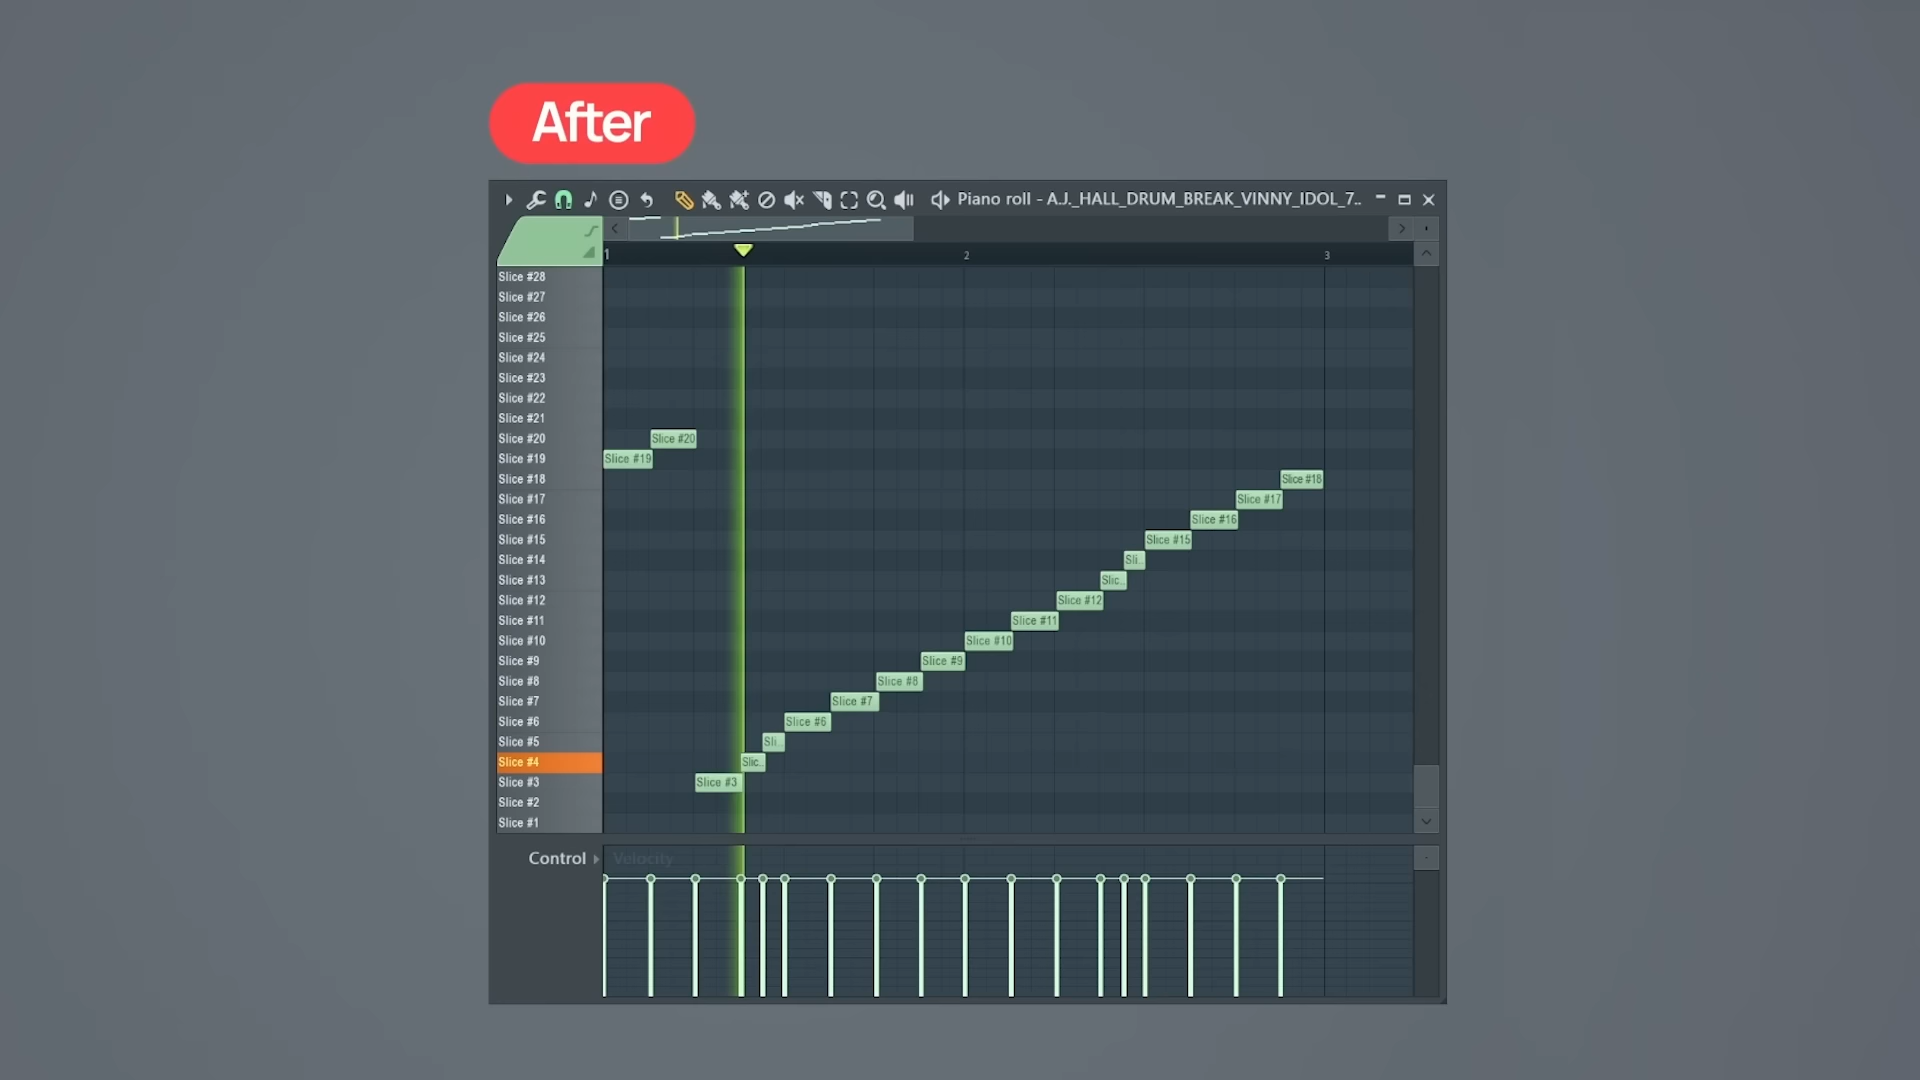 After
Piano roll - A.J._HALL_DRUM_BREAK_VINNY_IDOL_7..
1 2 3
Slice #28
Slice #27
Slice #26
Slice #25
Slice #24
Slice #23
Slice #22
Slice #21
Slice #20 Slice #20
Slice #19 Slice #19
Slice #18 Slice #18
Slice #17 Slice #17
Slice #16 Slice #16
Slice #15 Slice #15
Slice #14 Sli..
Slice #13 Slic..
Slice #12 Slice #12
Slice #11 Slice #11
Slice #10 Slice #10
Slice #9 Slice #9
Slice #8 Slice #8
Slice #7 Slice #7
Slice #6 Slice #6
Slice #5 Sli..
Slice #4 Slic..
Slice #3 Slice #3
Slice #2
Slice #1
Control Velocity